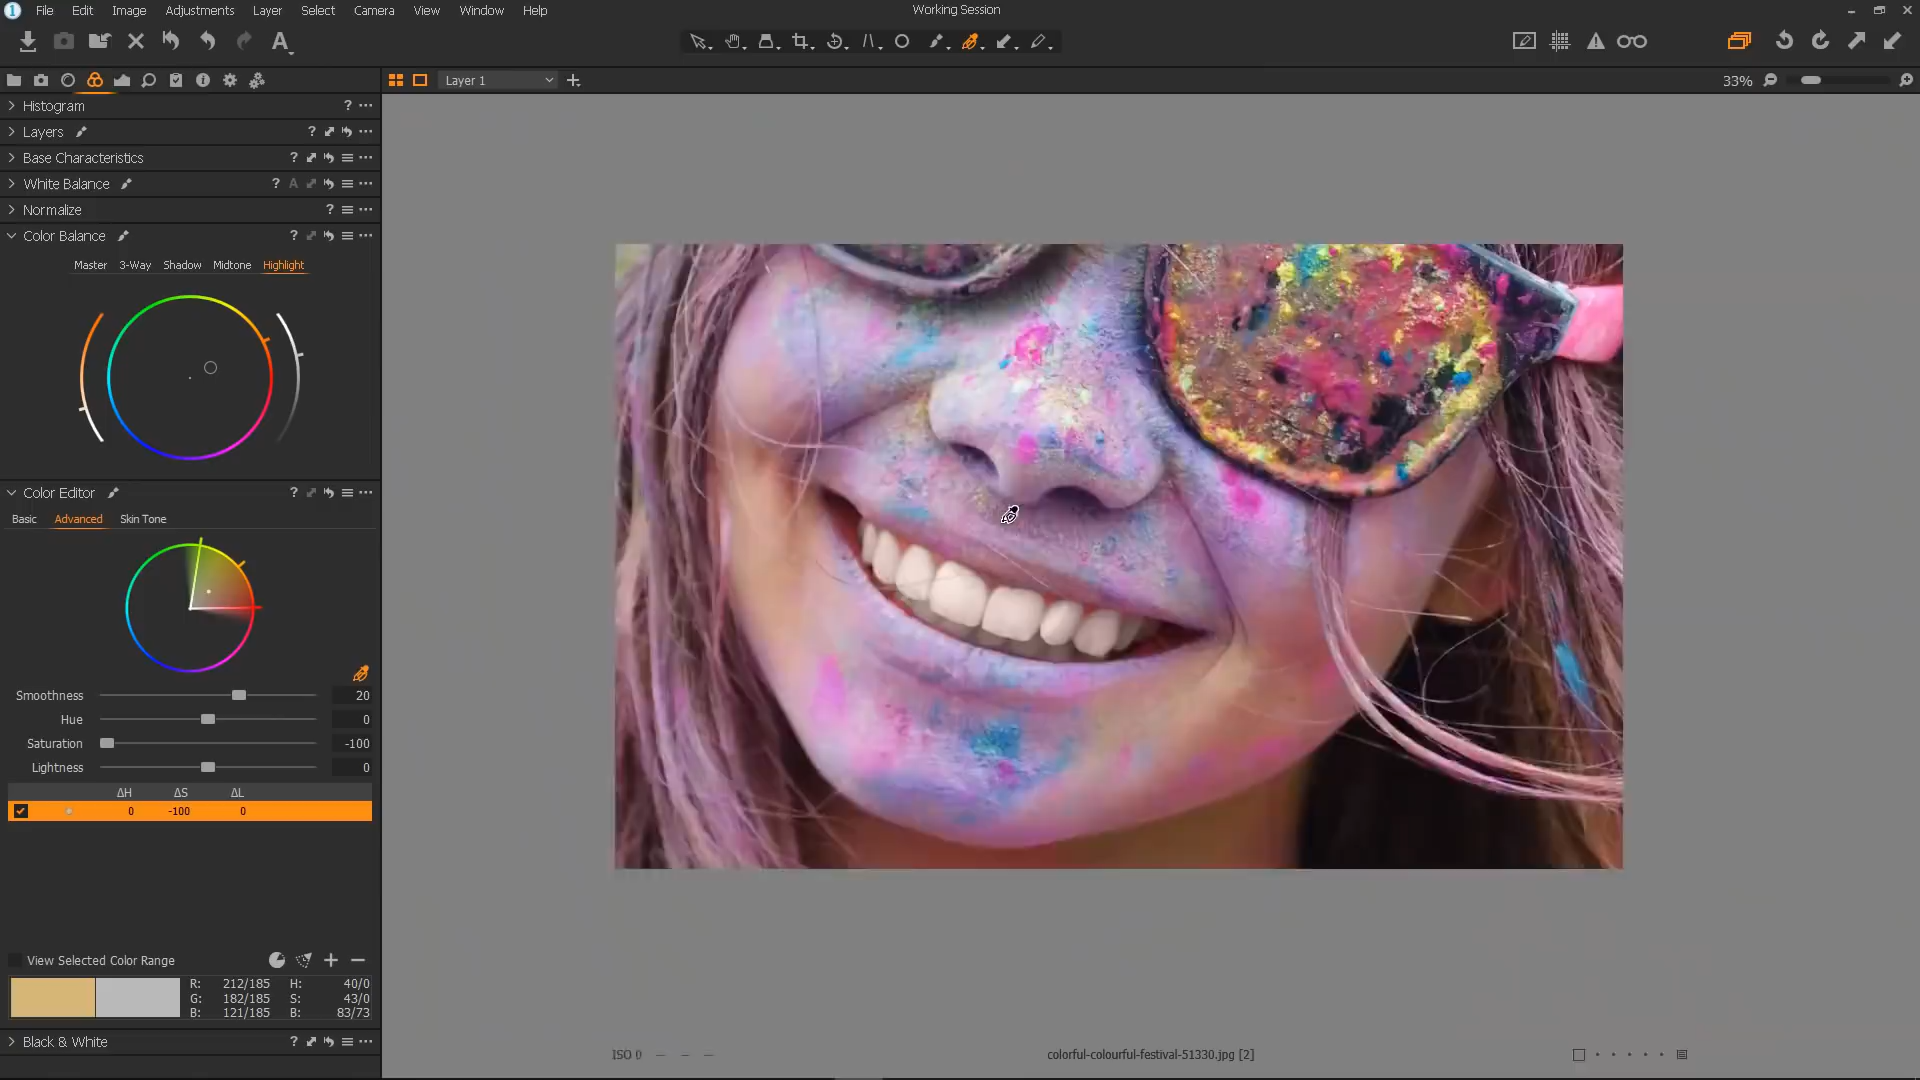 1 File Edit Image Adjustments Layer Select Camera View Window Help Working Session
A
Layer 1 33%
Histogram ? ...
Layers ? ...
Base Characteristics ? ...
White Balance ? A ...
Normalize ? ...
Color Balance ? ...
Master 3-Way Shadow Midtone Highlight
Color Editor ? ...
Basic Advanced Skin Tone
Smoothness 20
Hue 0
Saturation -100
Lightness 0
ΔH ΔS ΔL
0 -100 0
View Selected Color Range
R: 212/185 H: 40/0
G: 182/185 S: 43/0
B: 121/185 B: 83/73
Black & White ? ...
ISO 0 – – – colorful-colourful-festival-51330.jpg [2]